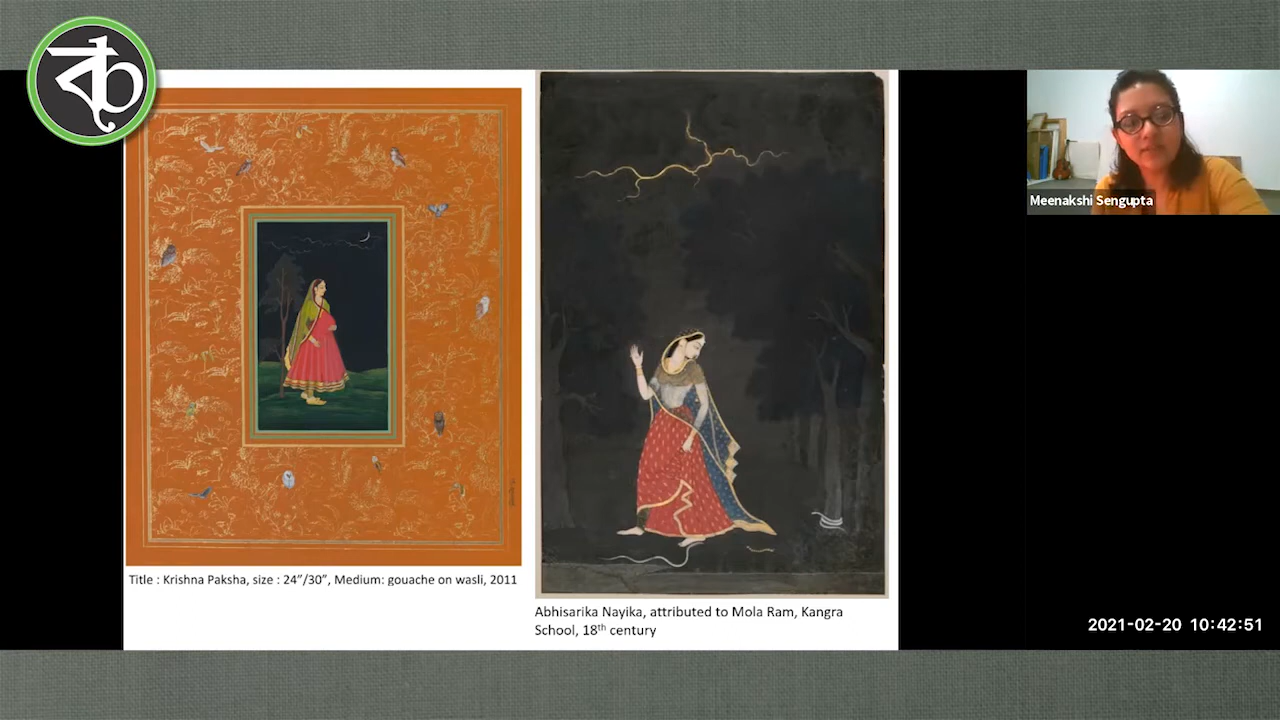 কb
Meenakshi Sengupta
Title : Krishna Paksha, size : 24”/30”, Medium: gouache on wasli, 2011
Abhisarika Nayika, attributed to Mola Ram, Kangra
School, 18th century
2021-02-20 10:42:51